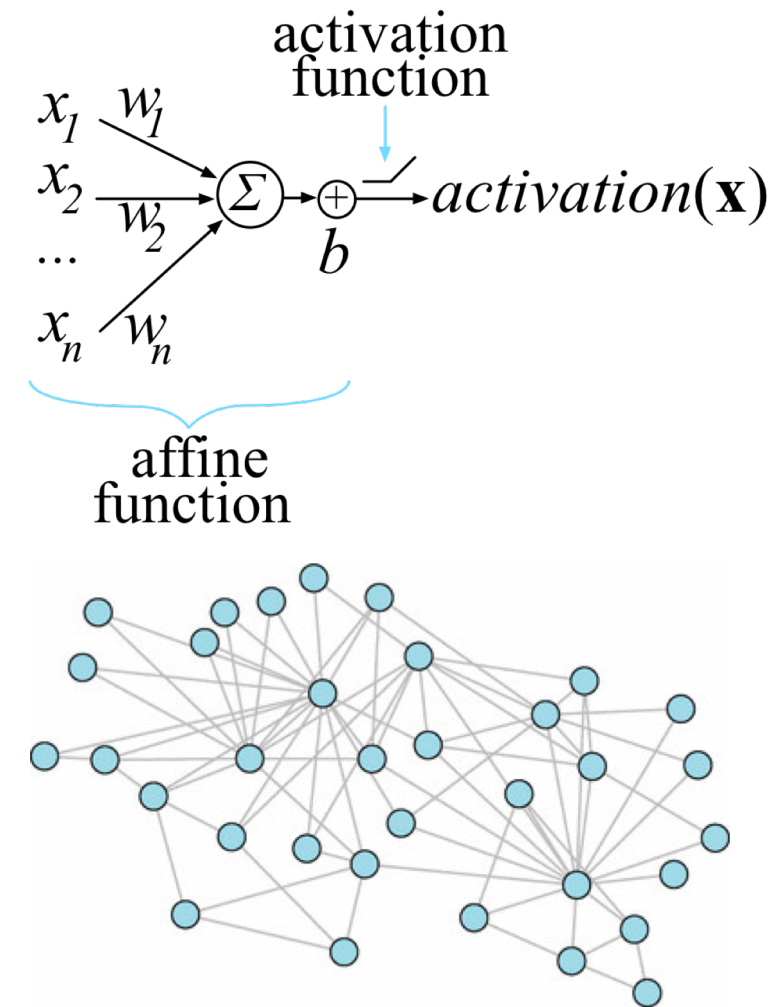 activation
function
x1 w1
x2 w2
...
xn wn
Σ
+
b
activation(x)
affine
function